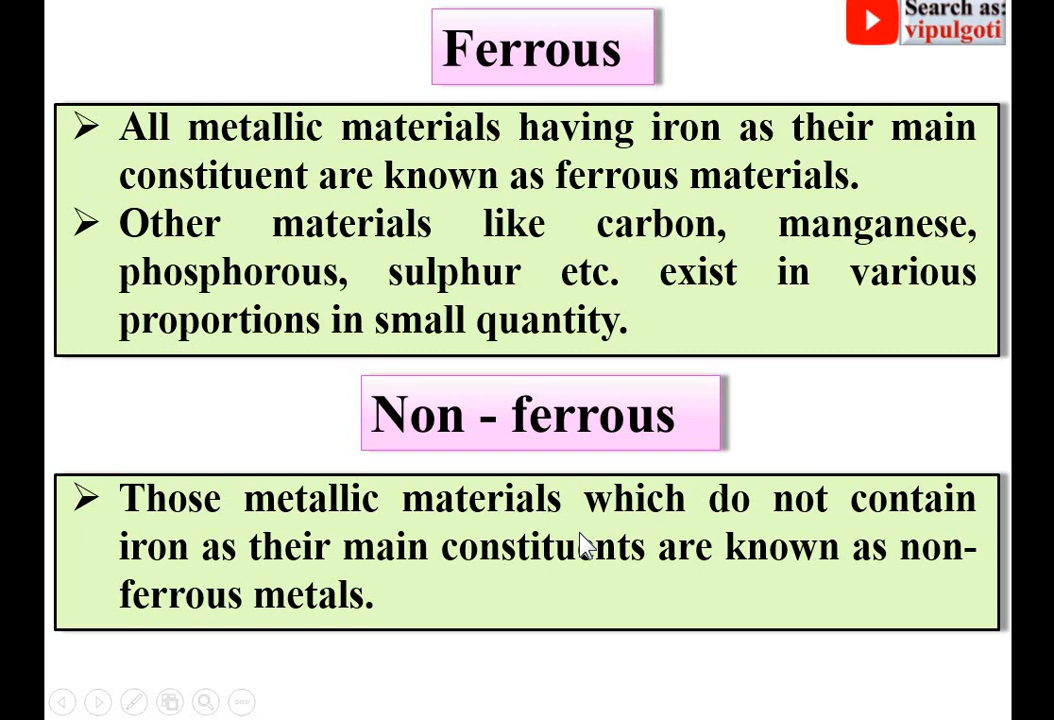 Search as:
vipulgoti
Ferrous
➢ All metallic materials having iron as their main
constituent are known as ferrous materials.
➢ Other materials like carbon, manganese,
phosphorous, sulphur etc. exist in various
proportions in small quantity.
Non - ferrous
➢ Those metallic materials which do not contain
iron as their main constituents are known as non-
ferrous metals.